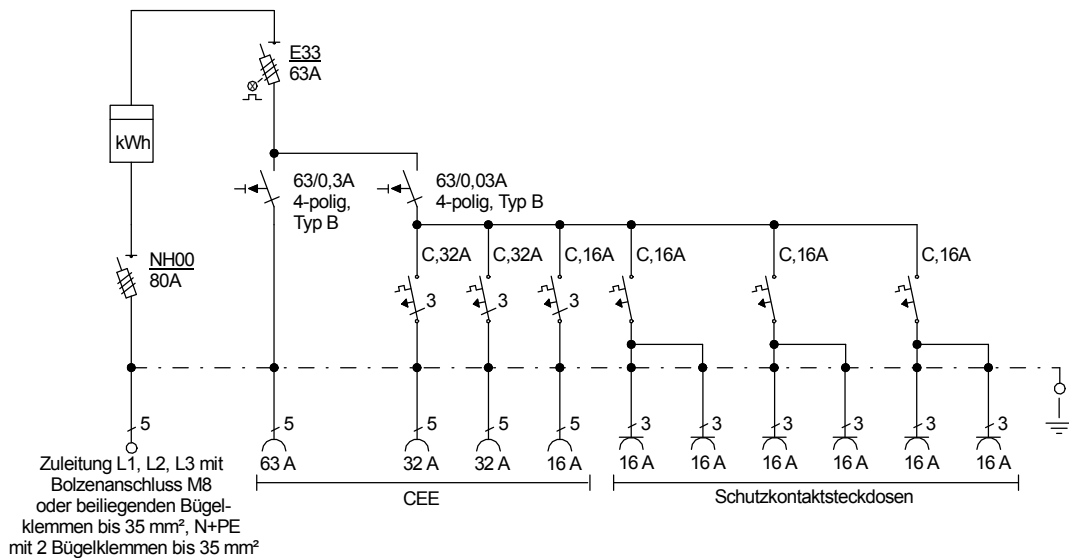 E33
63A
kWh
63/0,3A
4-polig,
Typ B
63/0,03A
4-polig, Typ B
NH00
80A
C,32A
C,32A
C,16A
C,16A
C,16A
C,16A
3
3
3
5
5
5
5
5
3
3
3
3
3
3
63 A
32 A
32 A
16 A
16 A
16 A
16 A
16 A
16 A
16 A
CEE
Schutzkontaktsteckdosen
Zuleitung L1, L2, L3 mit
Bolzenanschluss M8
oder beiliegenden Bügel-
klemmen bis 35 mm², N+PE
mit 2 Bügelklemmen bis 35 mm²